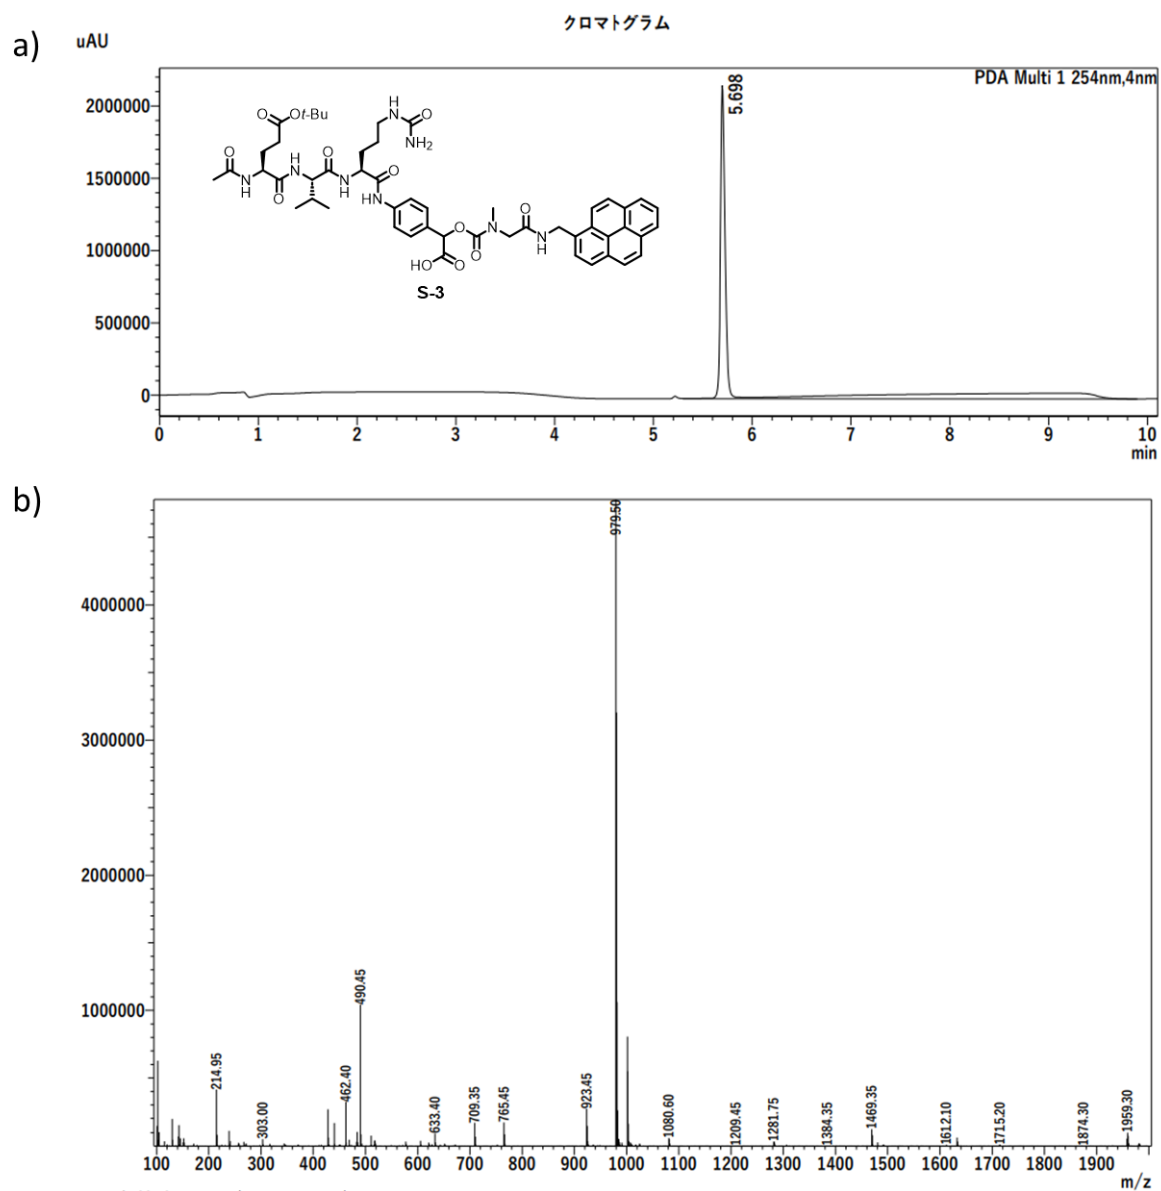 クロマトグラム
a)
uAU
PDA Multi 1 254nm,4nm
5.698
2000000
1500000
1000000
500000
0
O
Ot-Bu
H
N
O
NH2
O
N
H
O
H
N
O
N
H
O
HN
O
O
N
O
N
H
HO
O
S-3
0 1 2 3 4 5 6 7 8 9 10
min
b)
979.50
4000000
3000000
2000000
1000000
214.95
303.00
462.40
490.45
633.40
709.35
765.45
923.45
1080.60
1209.45
1281.75
1384.35
1469.35
1612.10
1715.20
1874.30
1959.30
100 200 300 400 500 600 700 800 900 1000 1100 1200 1300 1400 1500 1600 1700 1800 1900
m/z